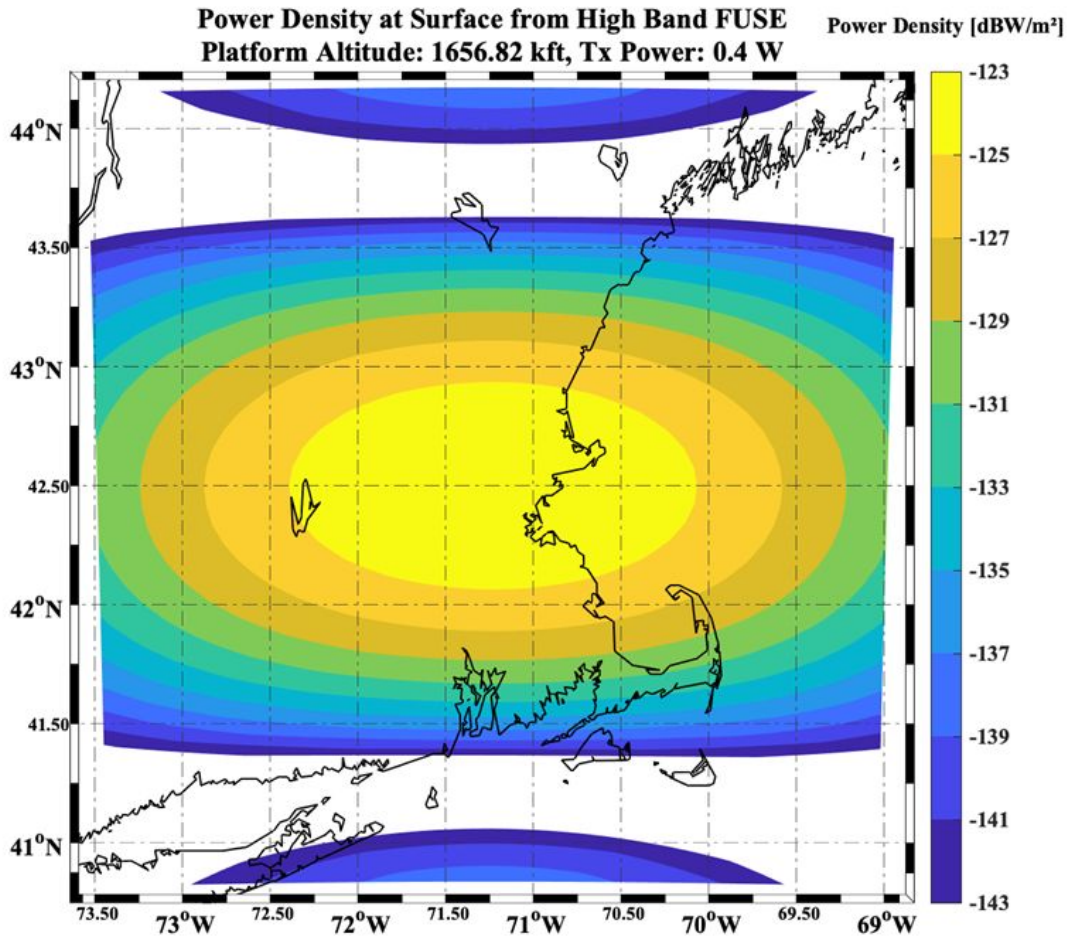 Power Density at Surface from High Band FUSE
Platform Altitude: 1656.82 kft, Tx Power: 0.4 W
Power Density [dBW/m²]
44°N
43.50
43°N
42.50
42°N
41.50
41°N
73.50
73°W
72.50
72°W
71.50
71°W
70.50
70°W
69.50
69°W
-123
-125
-127
-129
-131
-133
-135
-137
-139
-141
-143